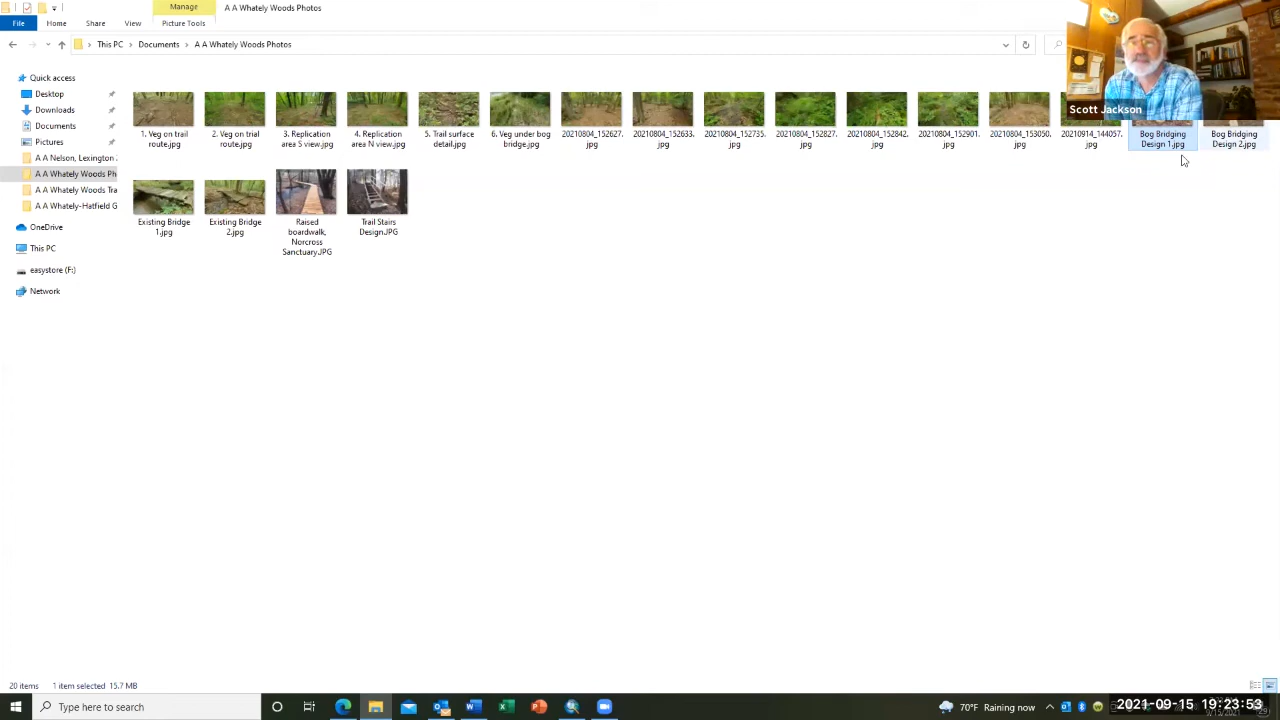 Manage
A A Whately Woods Photos
File
Home
Share
View
Picture Tools
This PC
Documents
A A Whately Woods Photos
Quick access
Desktop
Downloads
Documents
Pictures
A A Nelson, Lexington
A A Whately Woods Ph
A A Whately Woods Tra
A A Whately-Hatfield G
OneDrive
This PC
easystore (F:)
Network
1. Veg on trail
route.jpg
2. Veg on trial
route.jpg
3. Replication
area S view.jpg
4. Replication
area N view.jpg
5. Trail surface
detail.jpg
6. Veg under bog
bridge.jpg
20210804_152627.
jpg
20210804_152633.
jpg
20210804_152735.
jpg
20210804_152827.
jpg
20210804_152842.
jpg
20210804_152901.
jpg
20210804_153050.
jpg
20210914_144057.
jpg
Bog Bridging
Design 1.jpg
Bog Bridging
Design 2.jpg
Existing Bridge
1.jpg
Existing Bridge
2.jpg
Raised
boardwalk,
Norcross
Sanctuary.JPG
Trail Stairs
Design.JPG
Scott Jackson
20 items
1 item selected 15.7 MB
Type here to search
70°F Raining now
2021-09-15 19:23:53